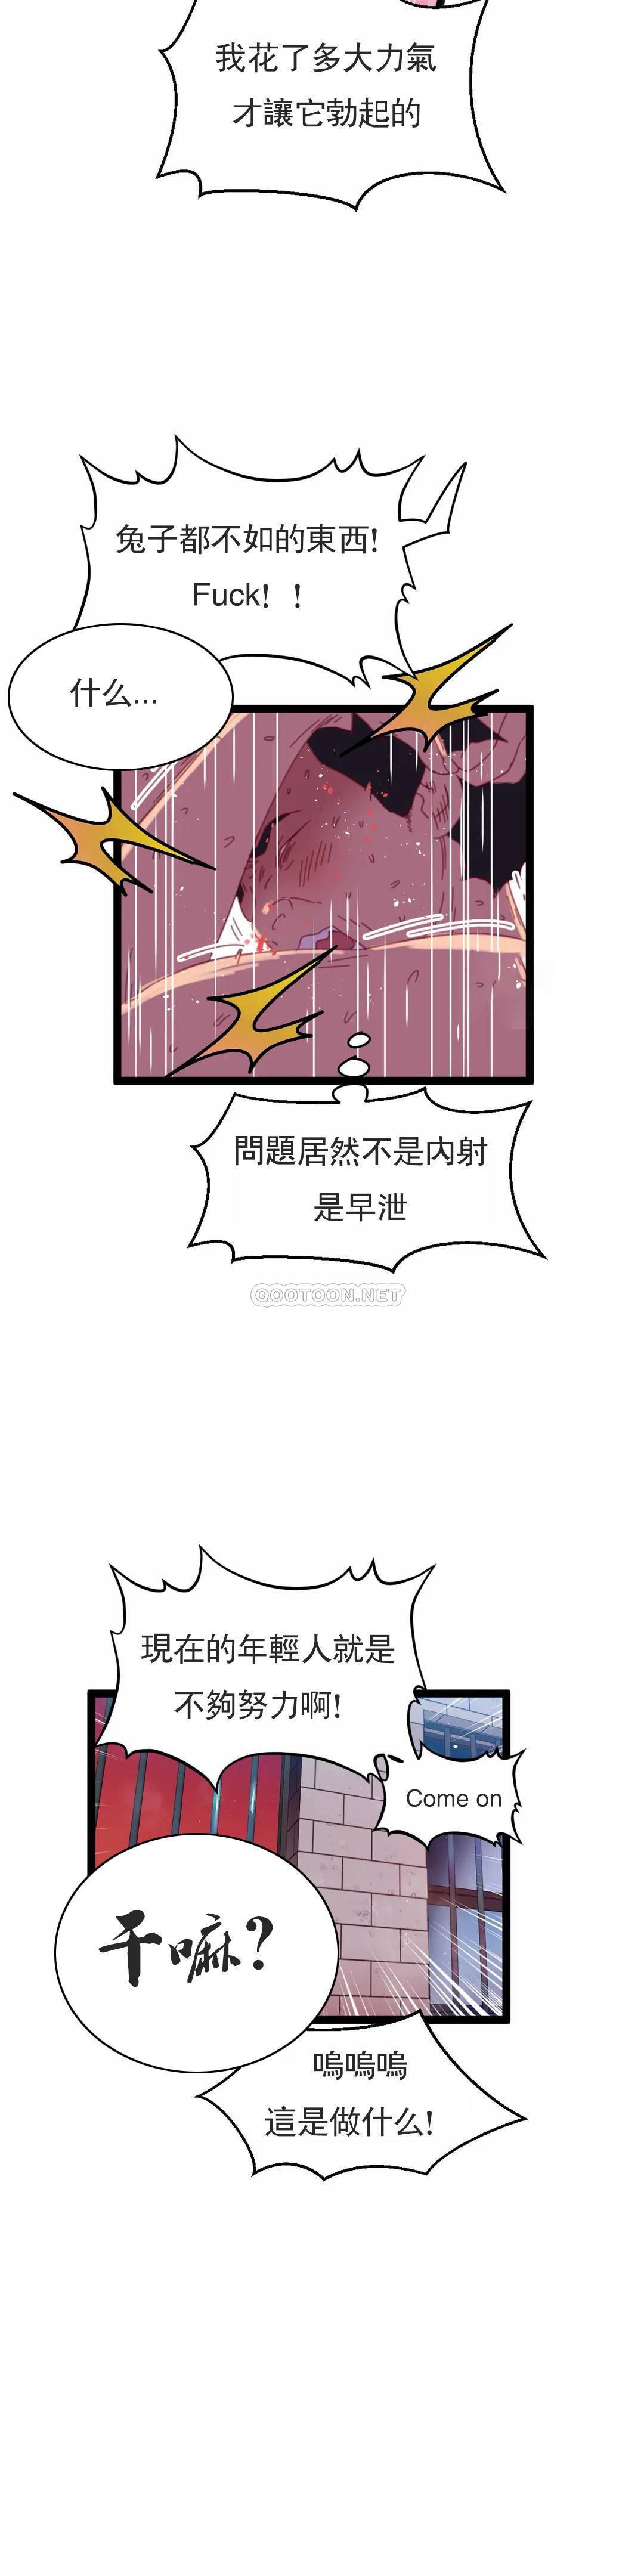 我花了多大力氣
才讓它勃起的
兔子都不如的東西!
Fuck! !
什么...
問題居然不是內射
是早泄
QOOTOON.NET
現在的年輕人就是
不夠努力啊!
Come on
干嘛?
嗚嗚嗚
這是做什么!